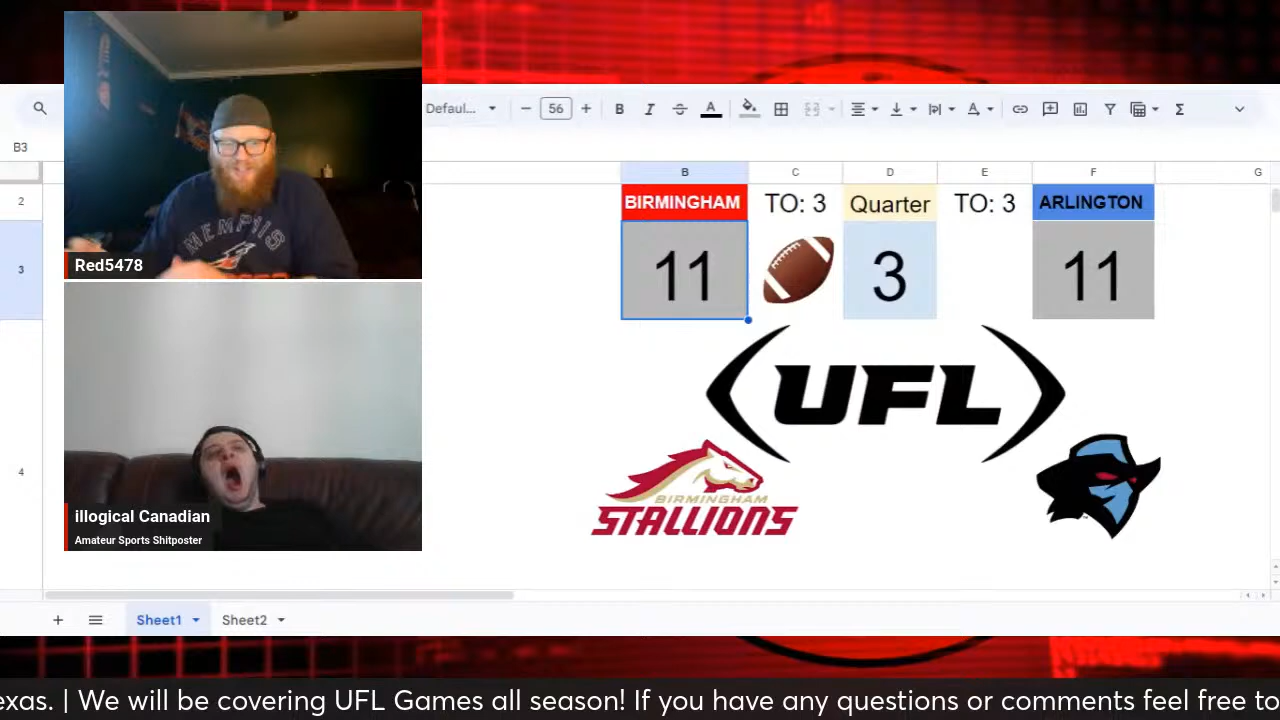 MEMPHIS
Red5478
illogical Canadian
Amateur Sports Shitposter
Defaul...
56
B
I
A
Σ
B3
B
C
D
E
F
G
2
BIRMINGHAM
TO: 3
Quarter
TO: 3
ARLINGTON
3
11
3
11
UFL
4
BIRMINGHAM
STALLIONS
Sheet1
Sheet2
exas. | We will be covering UFL Games all season! If you have any questions or comments feel free to